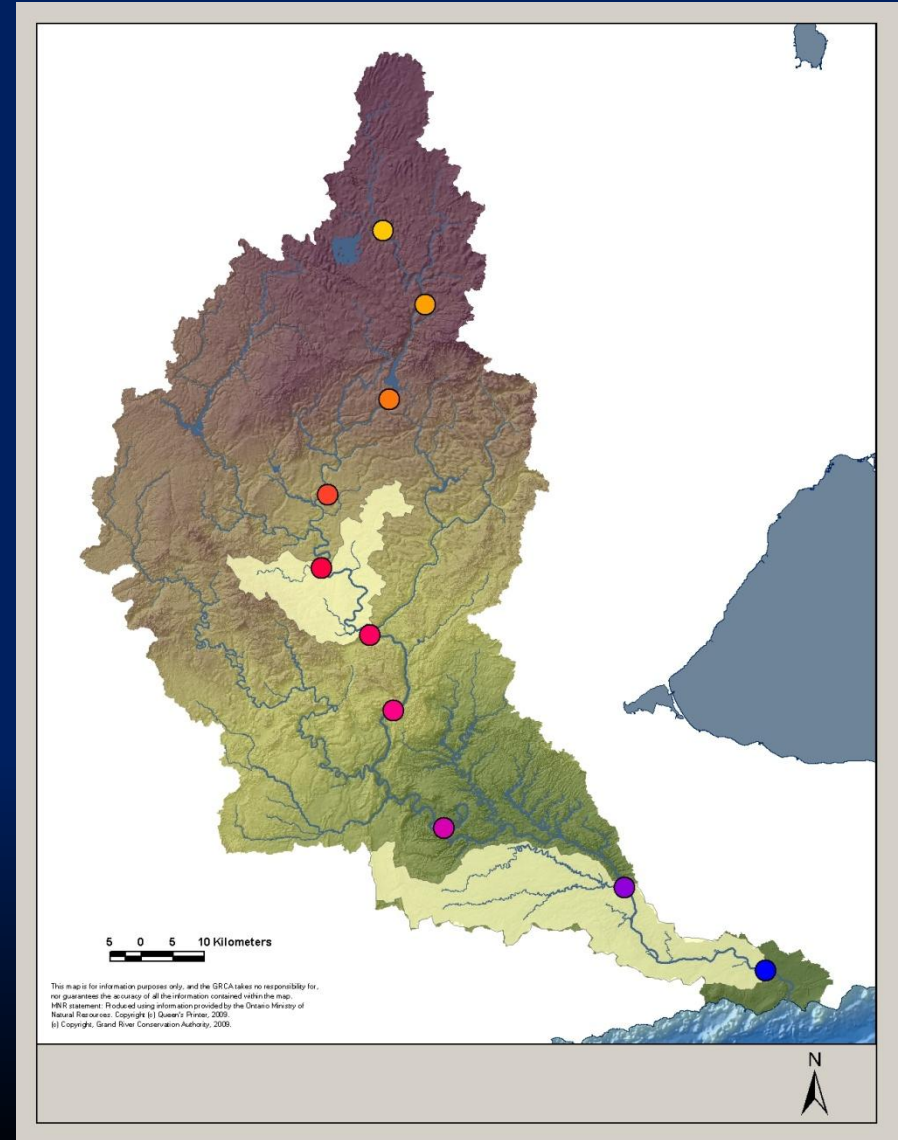 5 0 5 10 Kilometers
This map is for information purposes only, and the GRCA takes no responsibility for,
nor guarantees the accuracy of all the information contained within the map.
MNR statement: Produced using information provided by the Ontario Ministry of
Natural Resources. Copyright (c) Queen's Printer, 2009.
(c) Copyright, Grand River Conservation Authority, 2009.
N